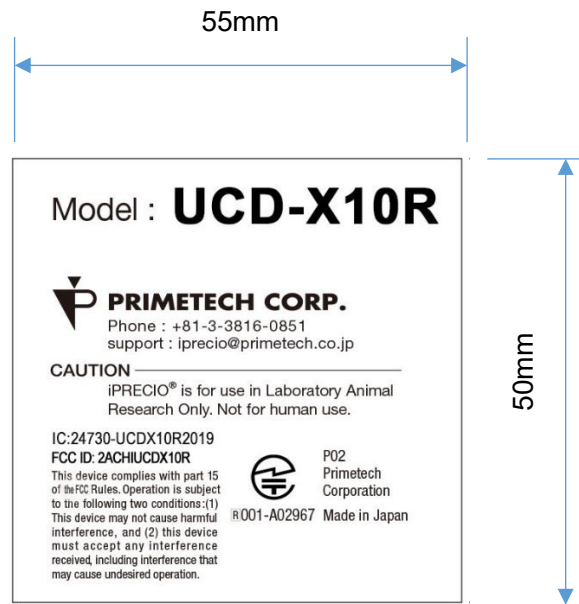 55mm
Model : UCD-X10R
PRIMETECH CORP.
Phone : +81-3-3816-0851
support : iprecio@primetech.co.jp
CAUTION
iPRECIO® is for use in Laboratory Animal
Research Only. Not for human use.
IC:24730-UCDX10R2019
FCC ID: 2ACHIUCDX10R
This device complies with part 15
of the FCC Rules. Operation is subject
to the following two conditions:(1)
This device may not cause harmful
interference, and (2) this device
must accept any interference
received, including interference that
may cause undesired operation.
R 001-A02967
P02
Primetech
Corporation
Made in Japan
50mm